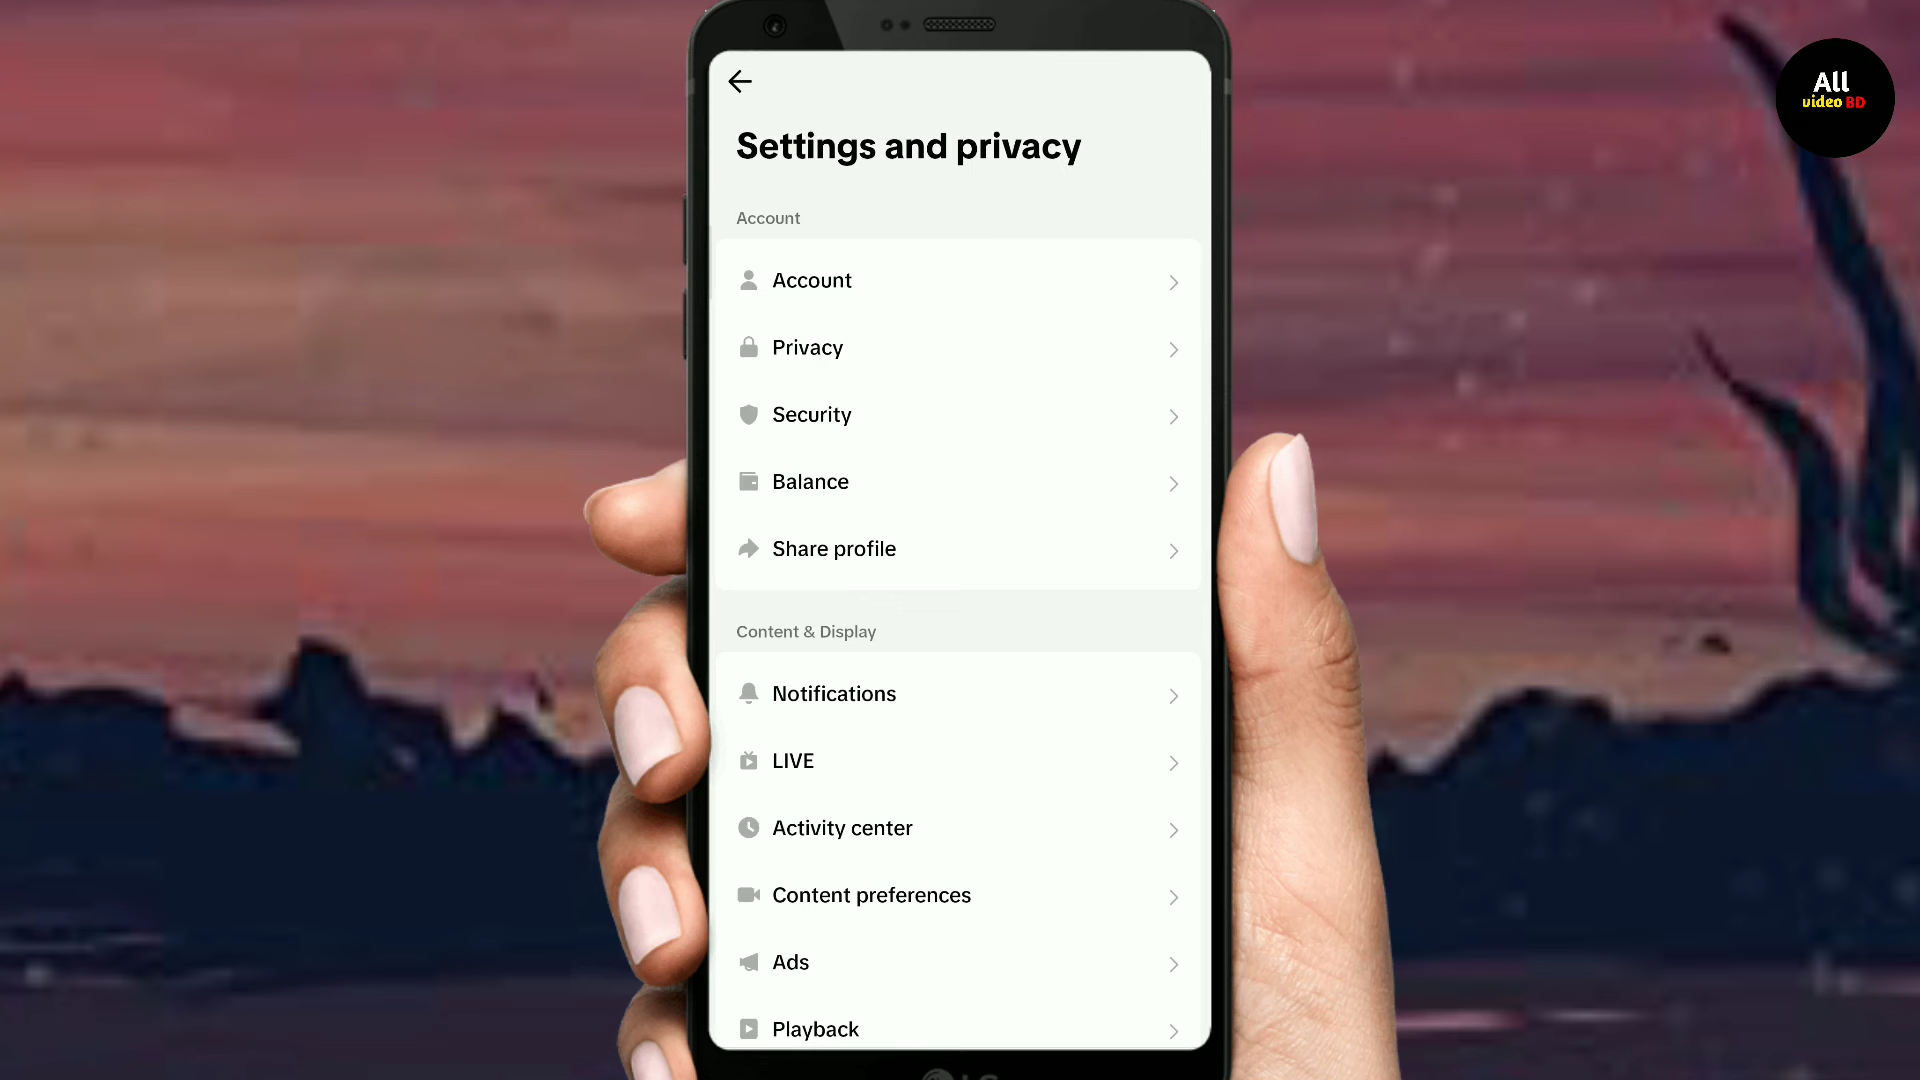 All
video BD
Settings and privacy
Account
Account
Privacy
Security
Balance
Share profile
Content & Display
Notifications
LIVE
Activity center
Content preferences
Ads
Playback
LG